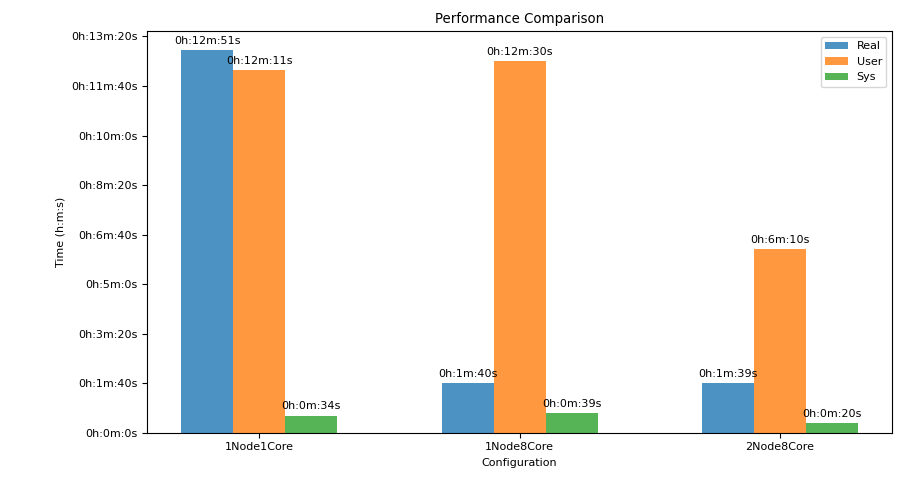 Performance Comparison
0h:13m:20s
0h:11m:40s
0h:10m:0s
0h:8m:20s
0h:6m:40s
0h:5m:0s
0h:3m:20s
0h:1m:40s
0h:0m:0s
Time (h:m:s)
0h:12m:51s
0h:12m:11s
0h:0m:34s
0h:1m:40s
0h:12m:30s
0h:0m:39s
0h:1m:39s
0h:6m:10s
0h:0m:20s
Real
User
Sys
1Node1Core
1Node8Core
2Node8Core
Configuration